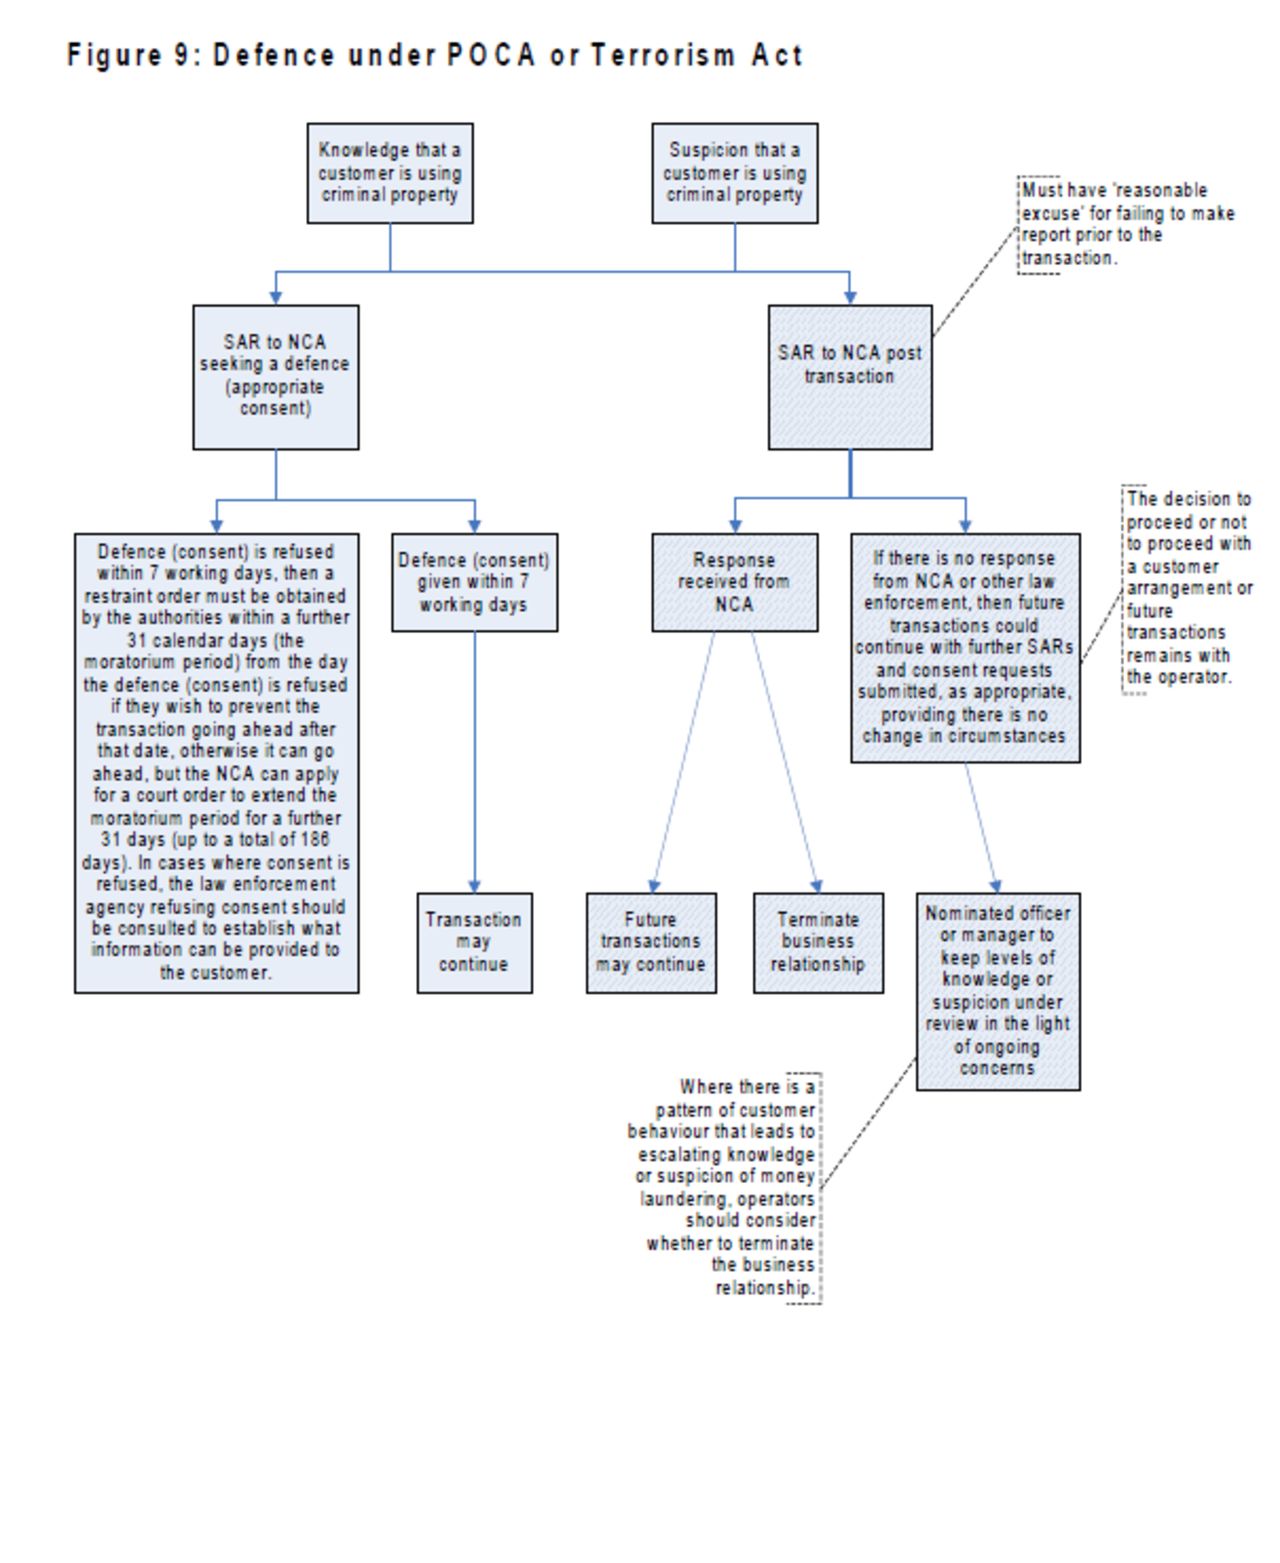 Figure 9: Defence under POCA or Terrorism Act
Knowledge that a
customer is using
criminal property
Suspicion that a
customer is using
criminal property
Must have 'reasonable
excuse' for failing to make
report prior to the
transaction.
SAR to NCA
seeking a defence
(appropriate
consent)
SAR to NCA post
transaction
The decision to
proceed or not
to proceed with
a customer
arrangement or
future
transactions
remains with
the operator.
Defence (consent) is refused
within 7 working days, then a
restraint order must be obtained
by the authorities within a further
31 calendar days (the
moratorium period) from the day
the defence (consent) is refused
if they wish to prevent the
transaction going ahead after
that date, otherwise it can go
ahead, but the NCA can apply
for a court order to extend the
moratorium period for a further
31 days (up to a total of 186
days). In cases where consent is
refused, the law enforcement
agency refusing consent should
be consulted to establish what
information can be provided to
the customer.
Defence (consent)
given within 7
working days
Response
received from
NCA
If there is no response
from NCA or other law
enforcement, then future
transactions could
continue with further SARs
and consent requests
submitted, as appropriate,
providing there is no
change in circumstances
Transaction
may
continue
Future
transactions
may continue
Terminate
business
relationship
Nominated officer
or manager to
keep levels of
knowledge or
suspicion under
review in the light
of ongoing
concerns
Where there is a
pattern of customer
behaviour that leads to
escalating knowledge
or suspicion of money
laundering, operators
should consider
whether to terminate
the business
relationship.